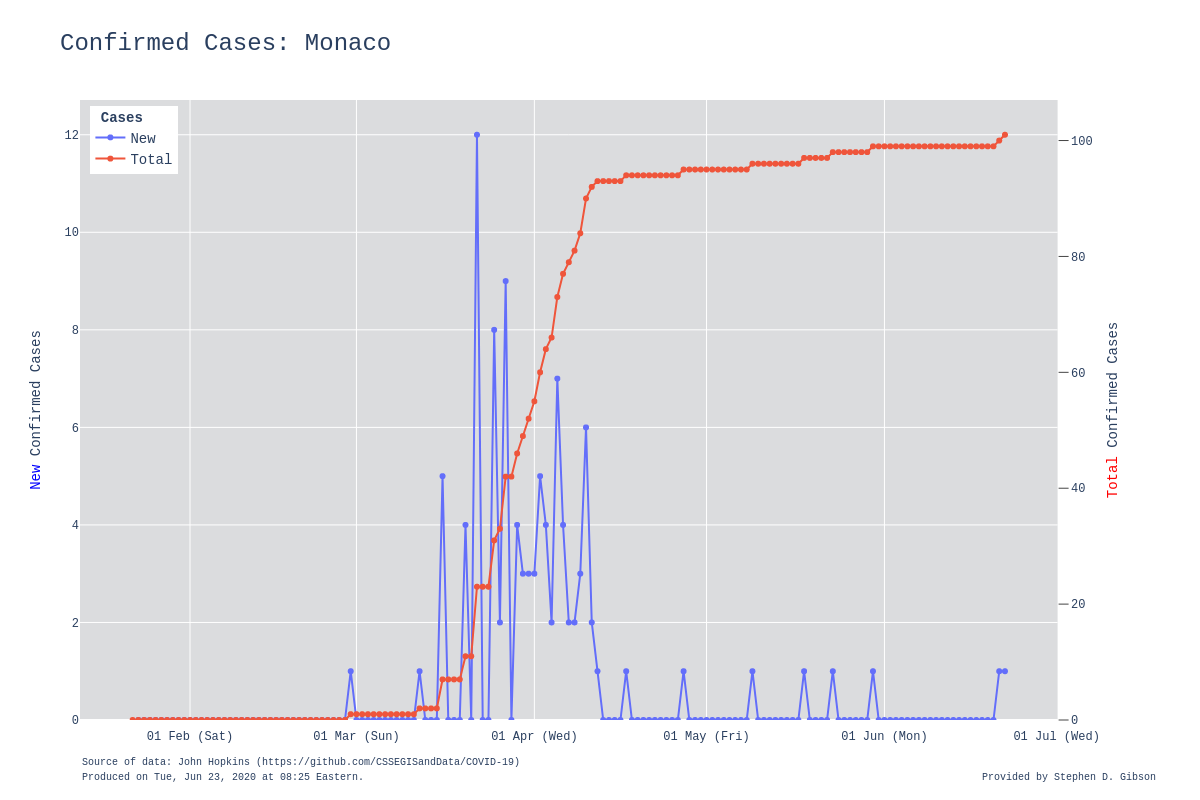 Confirmed Cases: Monaco
Cases
New
Total
12
10
8
6
4
2
0
New Confirmed Cases
100
80
60
40
20
0
Total Confirmed Cases
01 Feb (Sat)
01 Mar (Sun)
01 Apr (Wed)
01 May (Fri)
01 Jun (Mon)
01 Jul (Wed)
Source of data: John Hopkins (https://github.com/CSSEGISandData/COVID-19)
Produced on Tue, Jun 23, 2020 at 08:25 Eastern.
Provided by Stephen D. Gibson